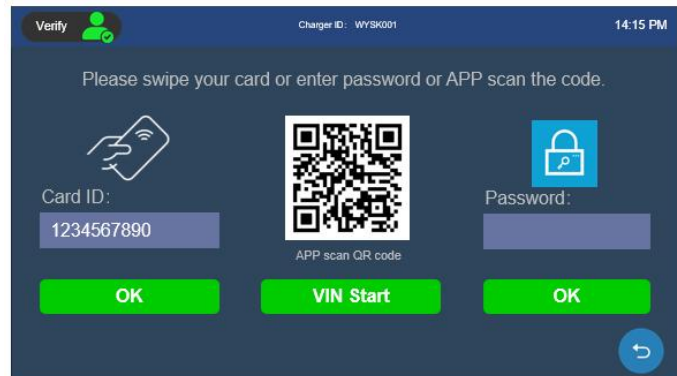 Verify
Charger ID: WYSK001
14:15 PM
Please swipe your card or enter password or APP scan the code.
Card ID:
1234567890
APP scan QR code
Password:
OK
VIN Start
OK